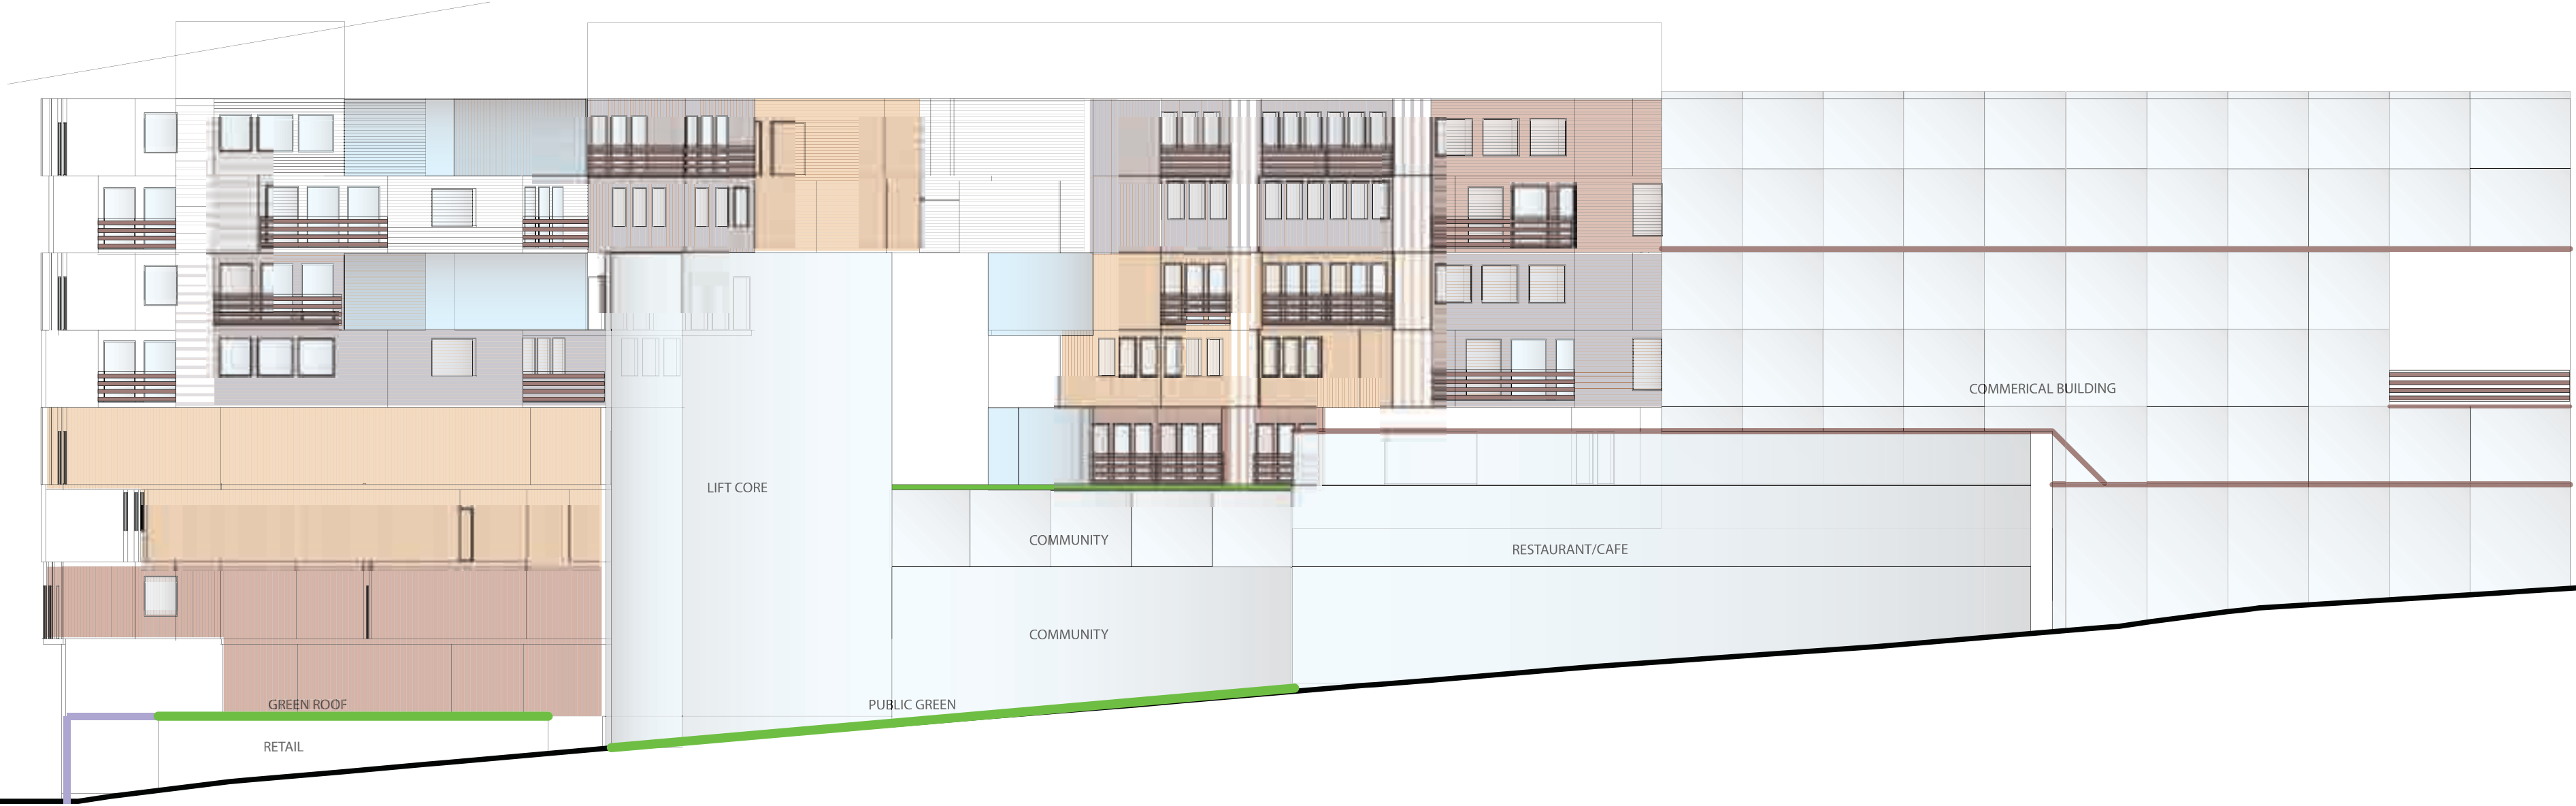 COMMERICAL BUILDING
LIFT CORE
COMMUNITY
RESTAURANT/CAFE
COMMUNITY
GREEN ROOF
PUBLIC GREEN
RETAIL